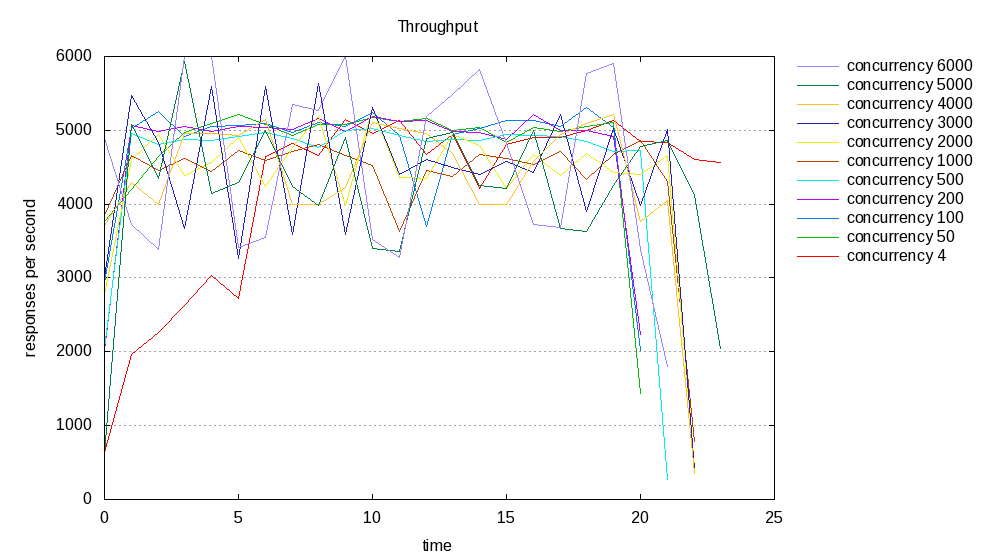 Throughput
6000
5000
4000
3000
2000
1000
0
0 5 10 15 20 25
responses per second
time
concurrency 6000
concurrency 5000
concurrency 4000
concurrency 3000
concurrency 2000
concurrency 1000
concurrency 500
concurrency 200
concurrency 100
concurrency 50
concurrency 4